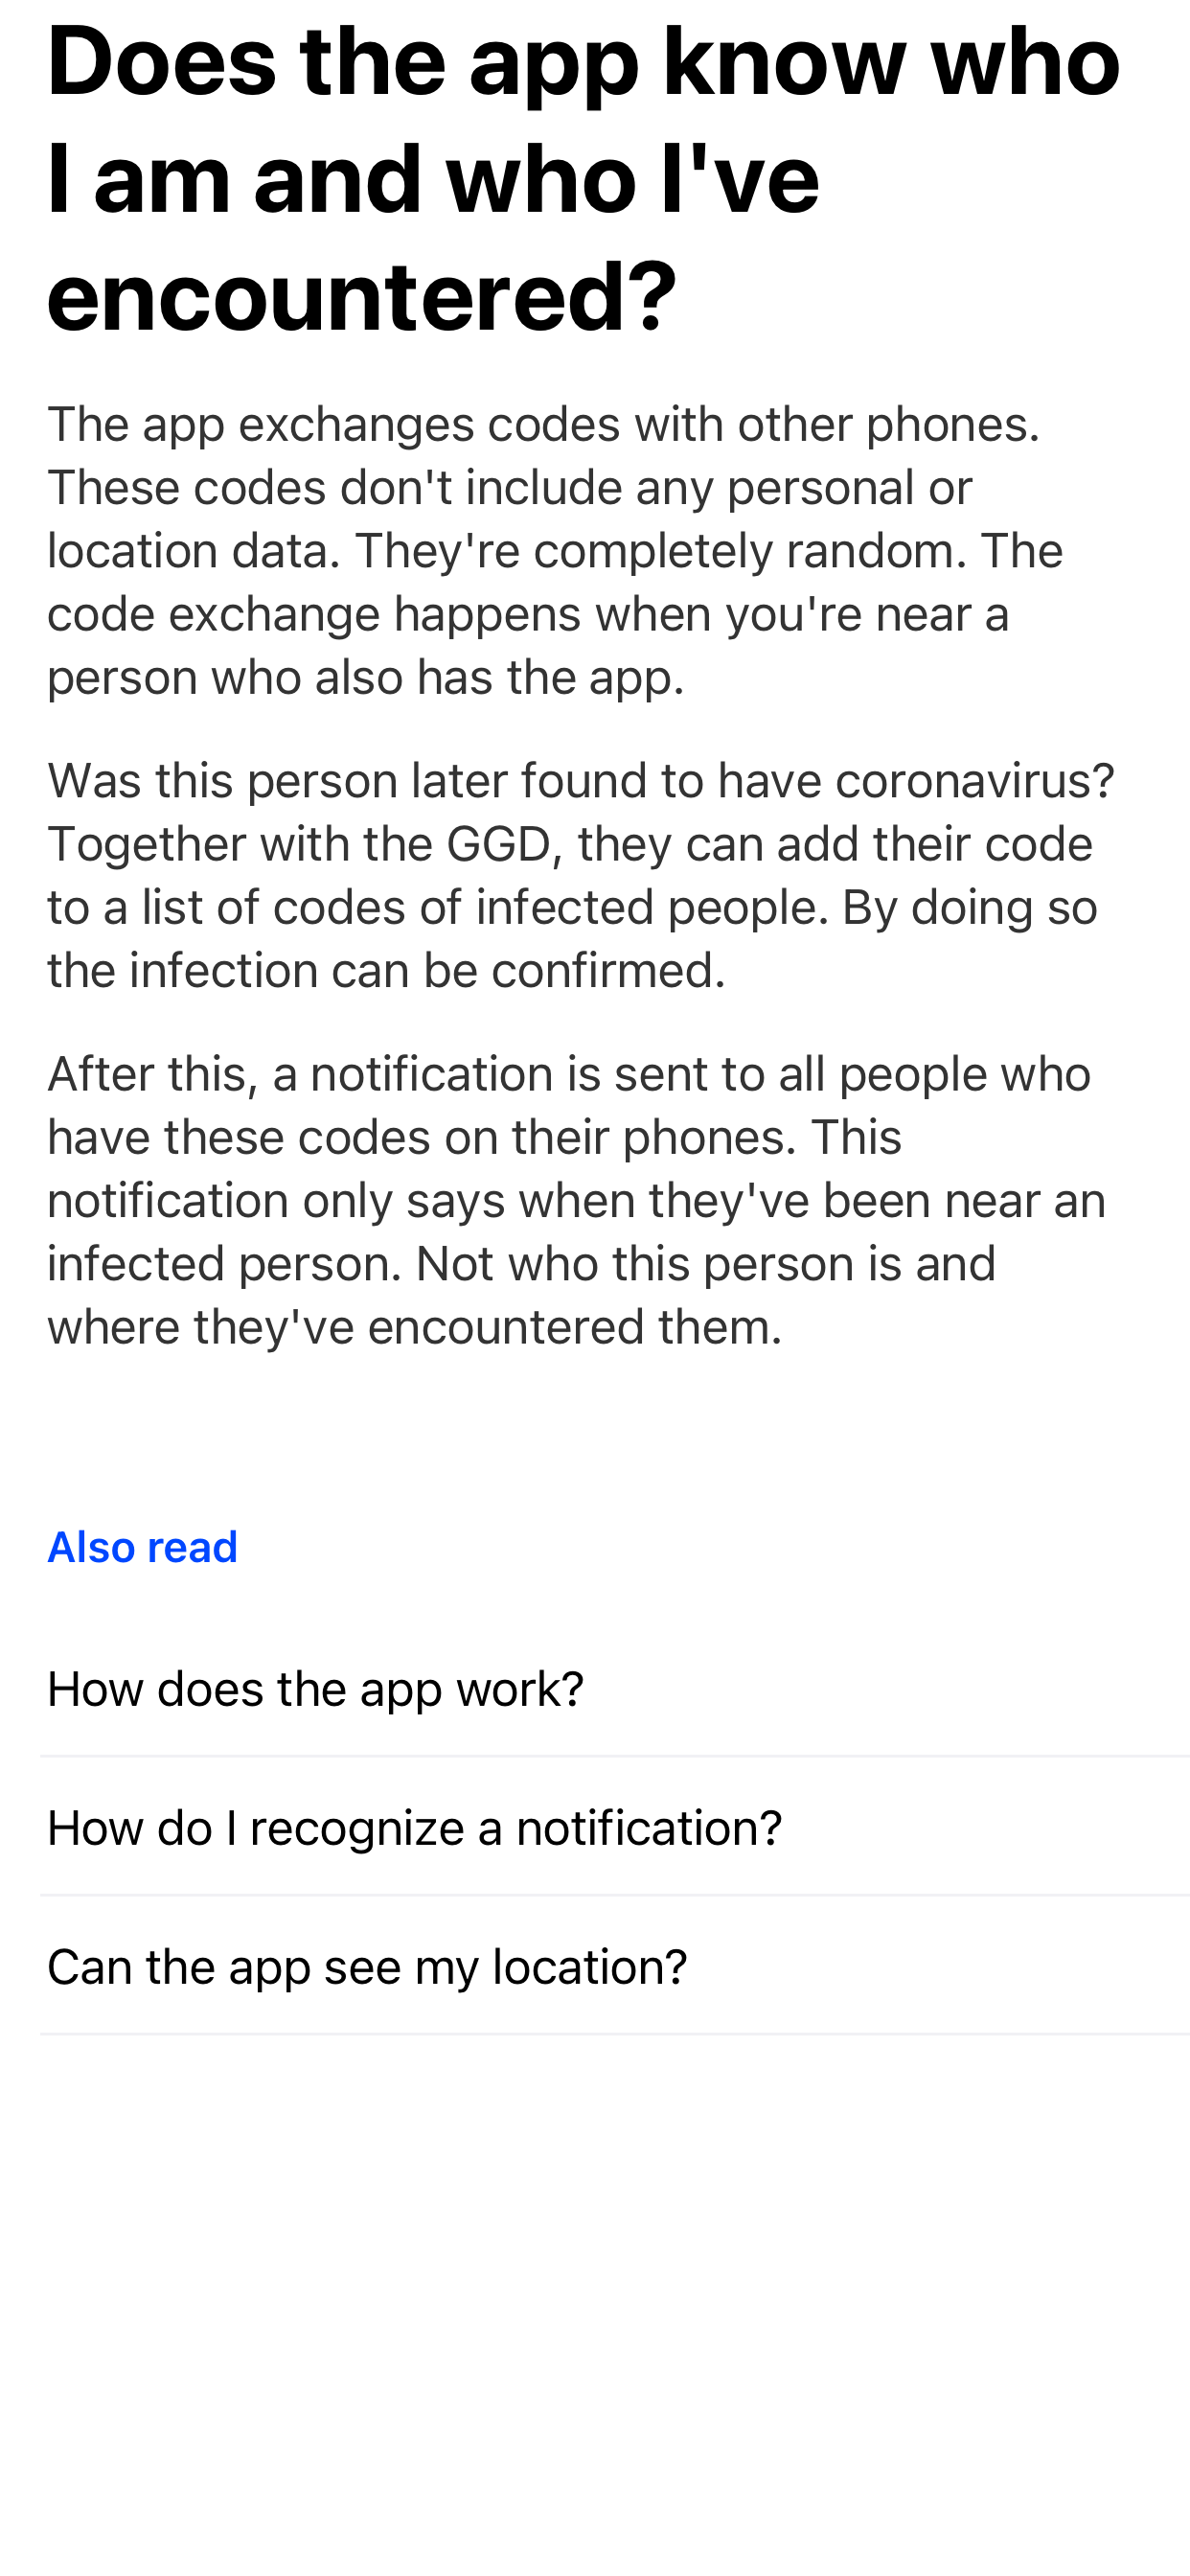 Does the app know who
I am and who I've
encountered?
The app exchanges codes with other phones.
These codes don't include any personal or
location data. They're completely random. The
code exchange happens when you're near a
person who also has the app.
Was this person later found to have coronavirus?
Together with the GGD, they can add their code
to a list of codes of infected people. By doing so
the infection can be confirmed.
After this, a notification is sent to all people who
have these codes on their phones. This
notification only says when they've been near an
infected person. Not who this person is and
where they've encountered them.
Also read
How does the app work?
How do I recognize a notification?
Can the app see my location?